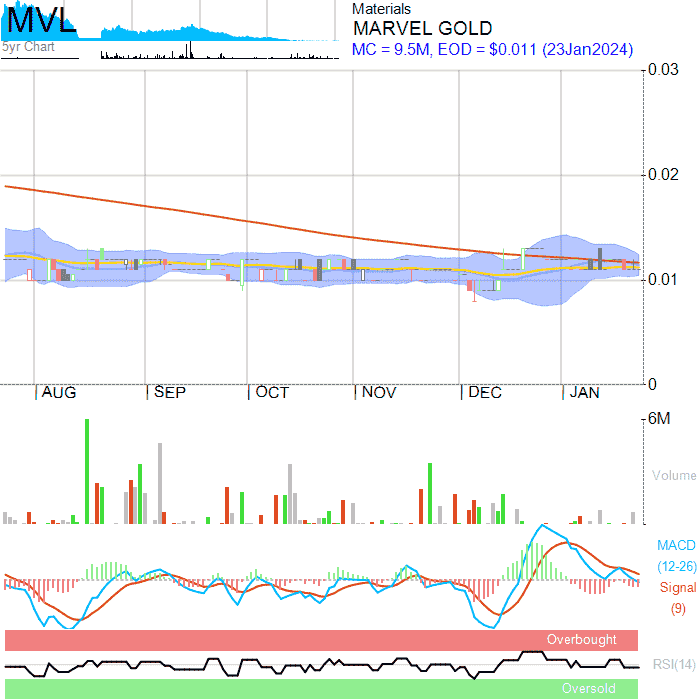 MVL
5yr Chart
Materials
MARVEL GOLD
MC = 9.5M, EOD = $0.011 (23Jan2024)
0.03
0.02
0.01
0
AUG SEP OCT NOV DEC JAN
6M
Volume
MACD
(12-26)
Signal
(9)
Overbought
RSI(14)
Oversold